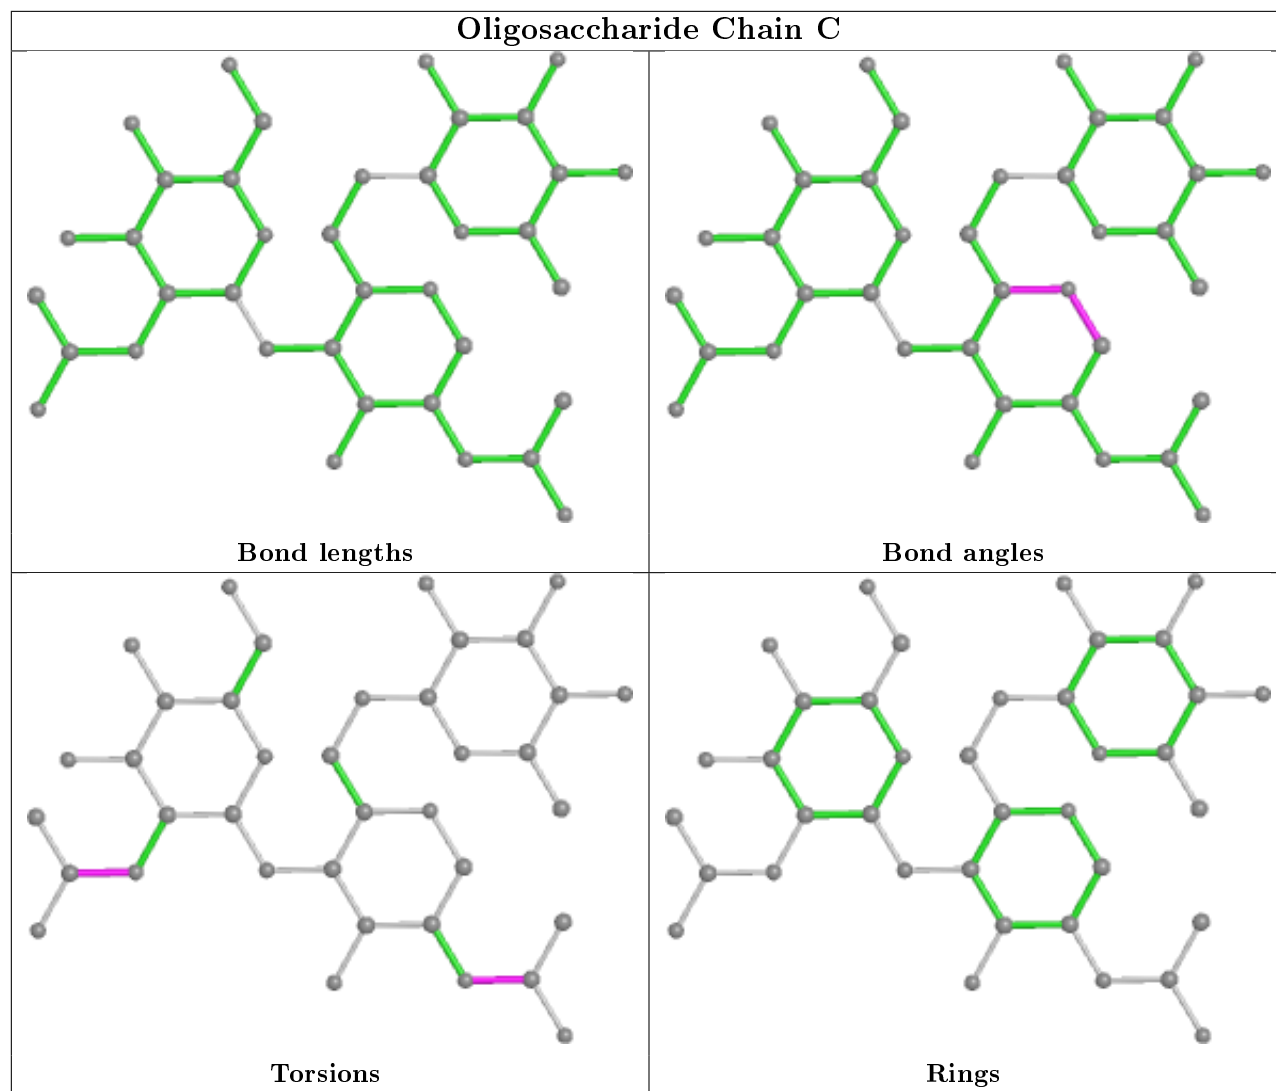 Oligosaccharide Chain C
Bond lengths
Bond angles
Torsions
Rings